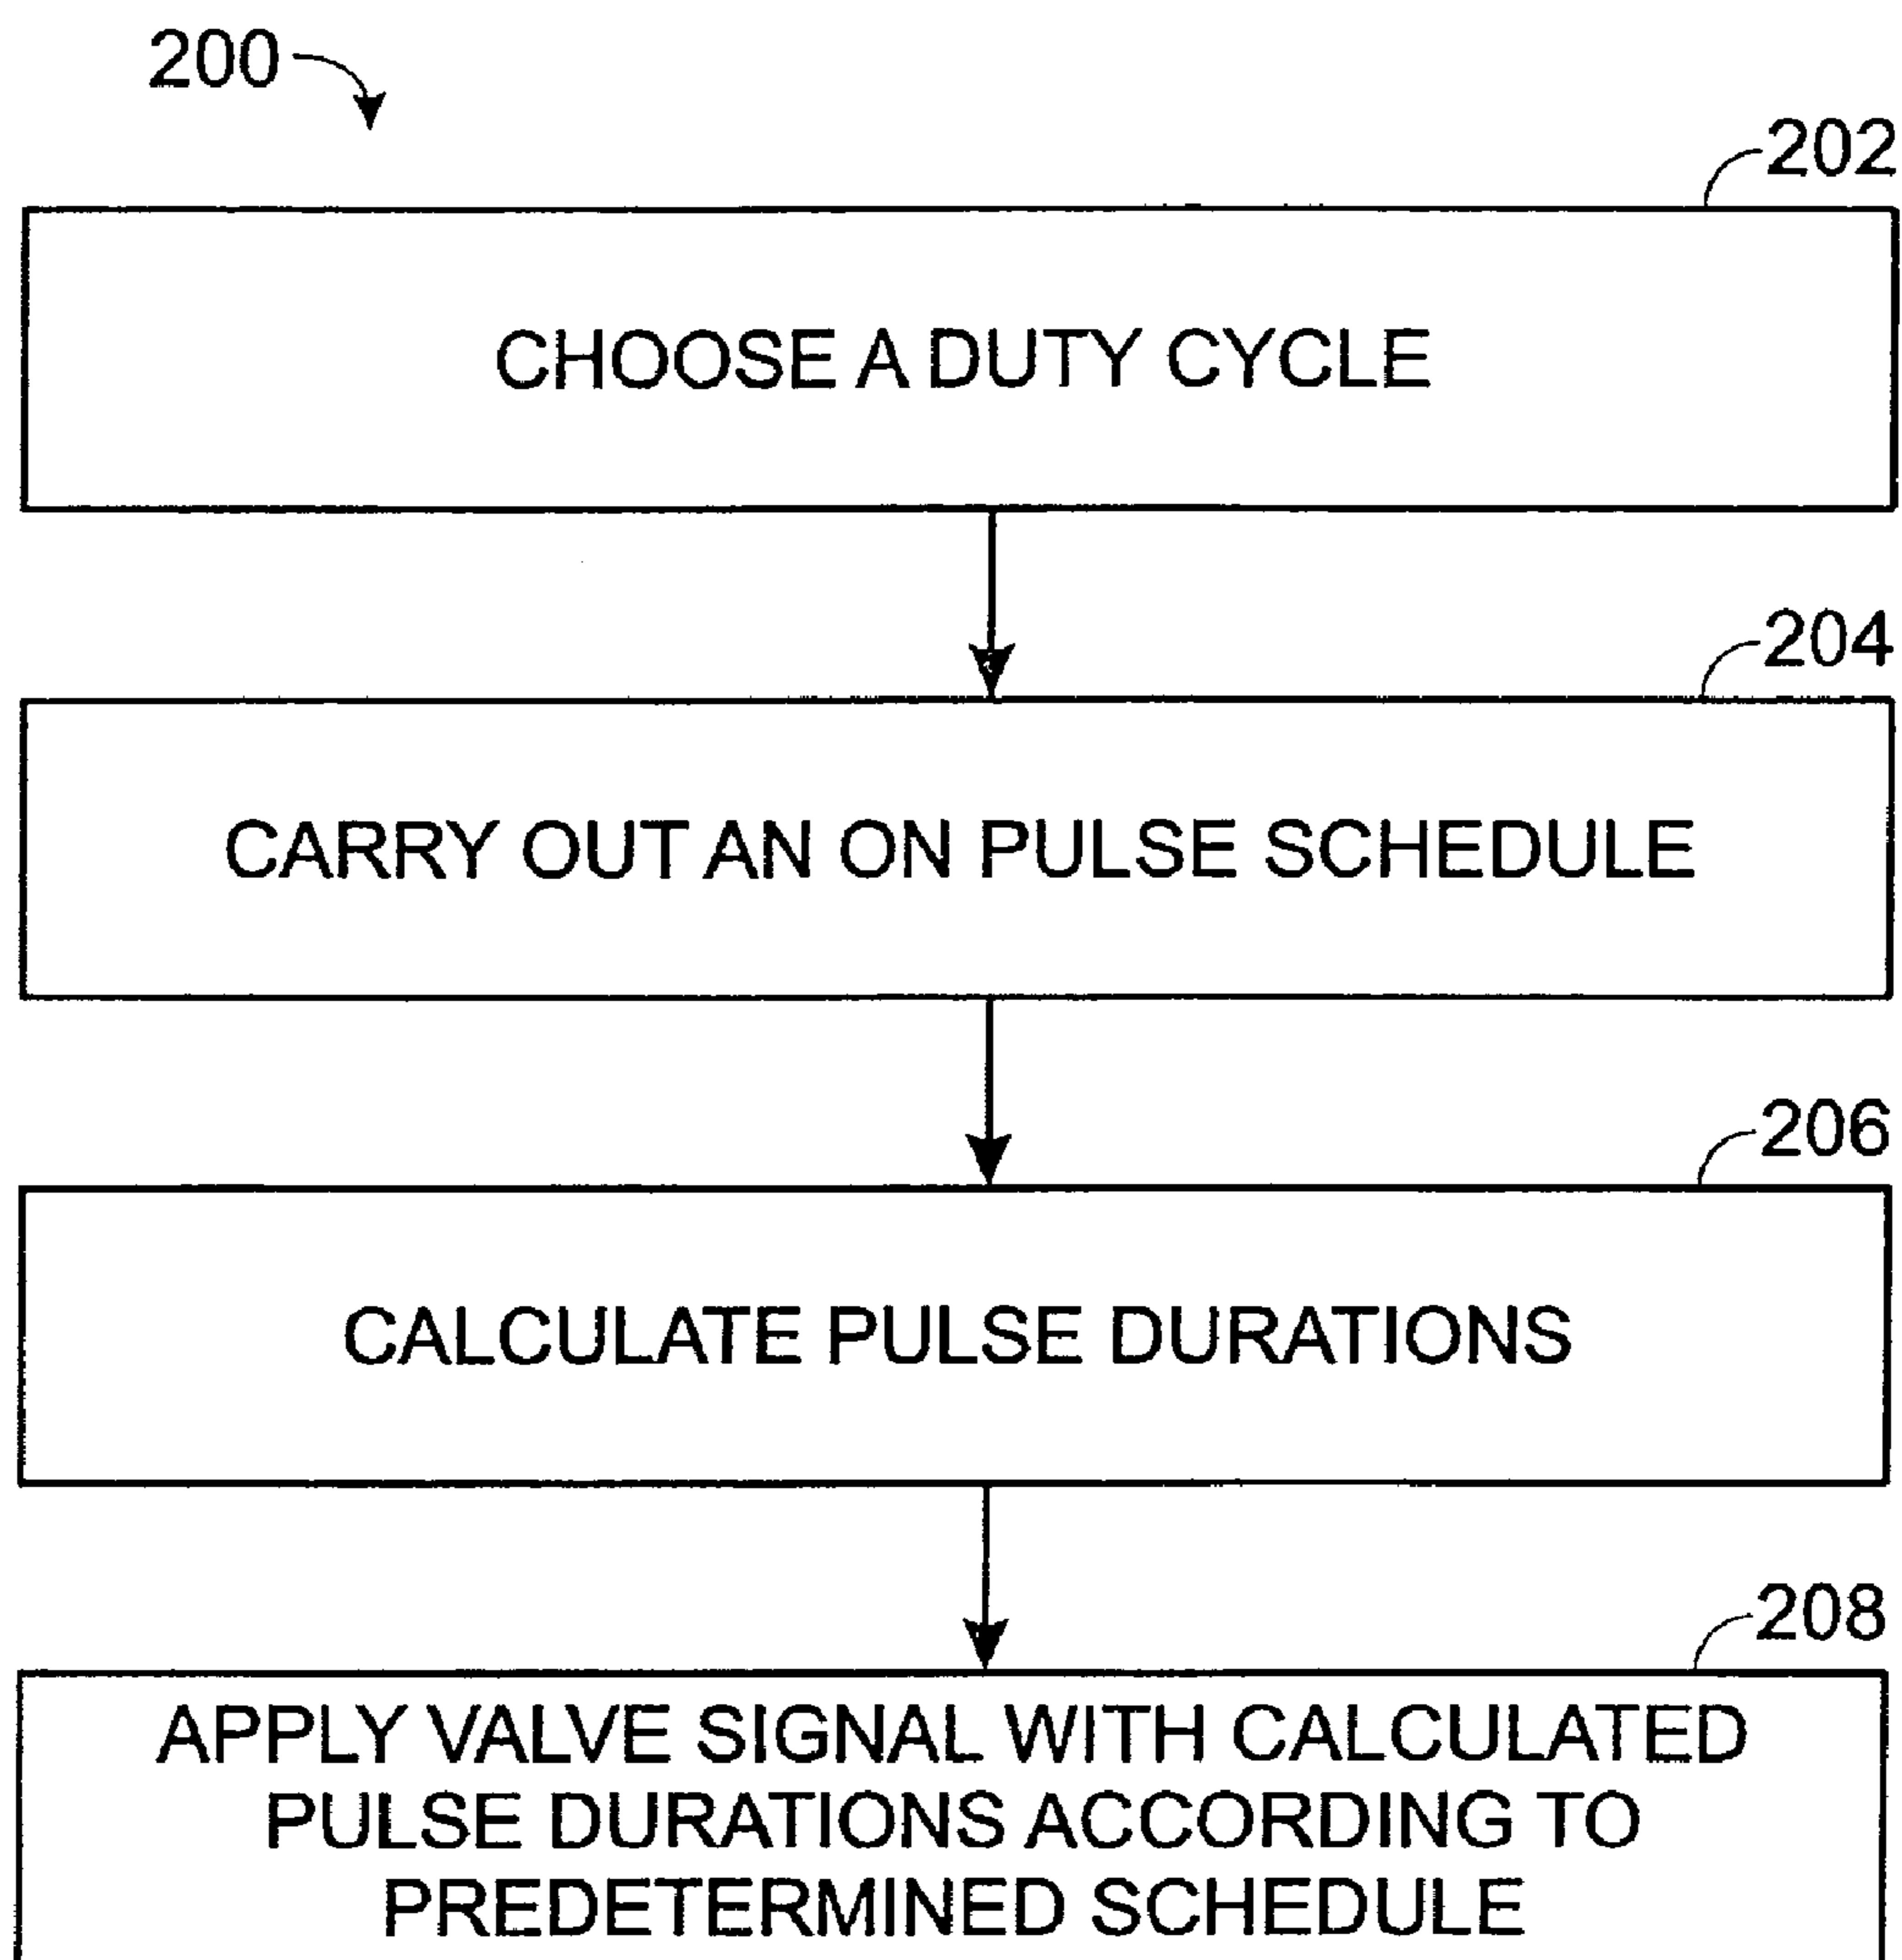 200
202
CHOOSE A DUTY CYCLE
204
CARRY OUT AN ON PULSE SCHEDULE
206
CALCULATE PULSE DURATIONS
208
APPLY VALVE SIGNAL WITH CALCULATED
PULSE DURATIONS ACCORDING TO
PREDETERMINED SCHEDULE